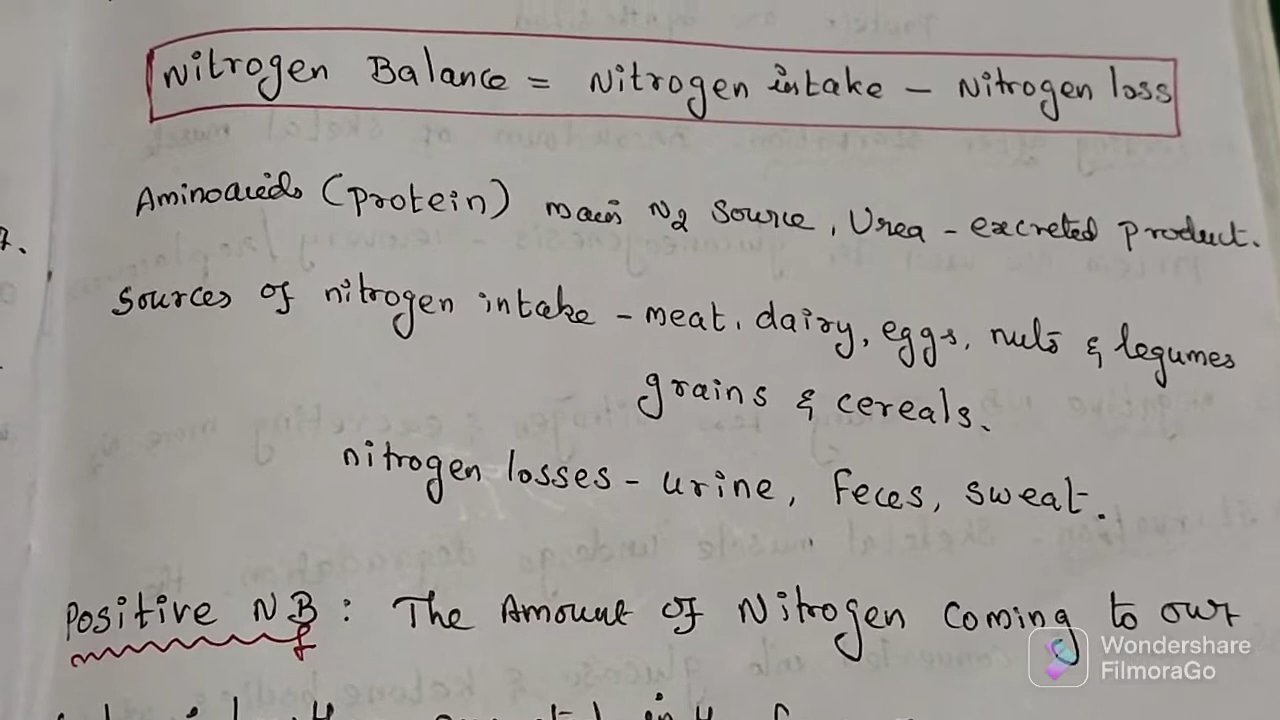 Nitrogen Balance = Nitrogen intake - Nitrogen loss
Aminoacids (protein) main N2 Source, Urea - excreted product.
7.
Sources of nitrogen intake - meat, dairy, eggs, nuts & legumes
grains & cereals.
nitrogen losses - urine, Feces, sweat.
Positive NB : The Amount of Nitrogen Coming to our
Wondershare
FilmoraGo